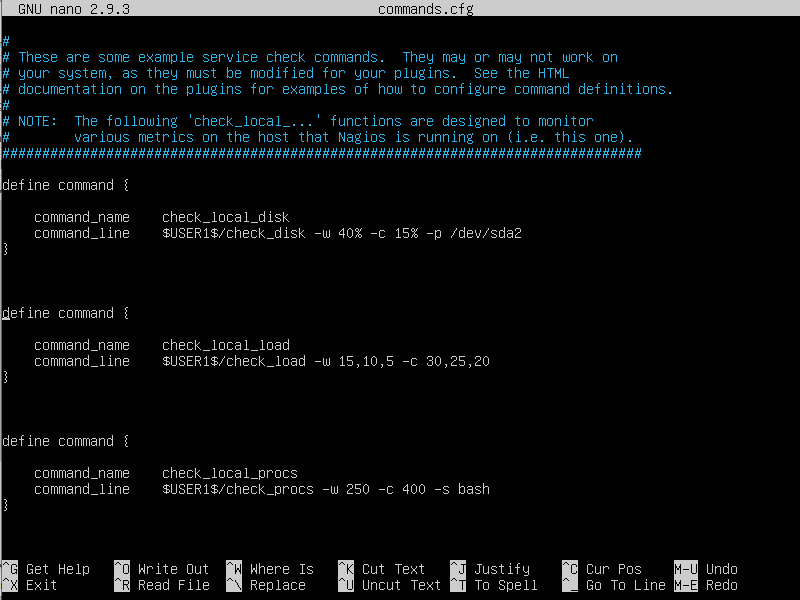 GNU nano 2.9.3 commands.cfg
#
# These are some example service check commands.  They may or may not work on
# your system, as they must be modified for your plugins.  See the HTML
# documentation on the plugins for examples of how to configure command definitions.
#
# NOTE:  The following 'check_local_...' functions are designed to monitor
#        various metrics on the host that Nagios is running on (i.e. this one).
################################################################################
define command {
    command_name    check_local_disk
    command_line    $USER1$/check_disk -w 40% -c 15% -p /dev/sda2
}
define command {
    command_name    check_local_load
    command_line    $USER1$/check_load -w 15,10,5 -c 30,25,20
}
define command {
    command_name    check_local_procs
    command_line    $USER1$/check_procs -w 250 -c 400 -s bash
}
^G Get Help ^O Write Out ^W Where Is ^K Cut Text ^J Justify ^C Cur Pos M-U Undo
^X Exit ^R Read File ^\ Replace ^U Uncut Text ^T To Spell ^_ Go To Line M-E Redo